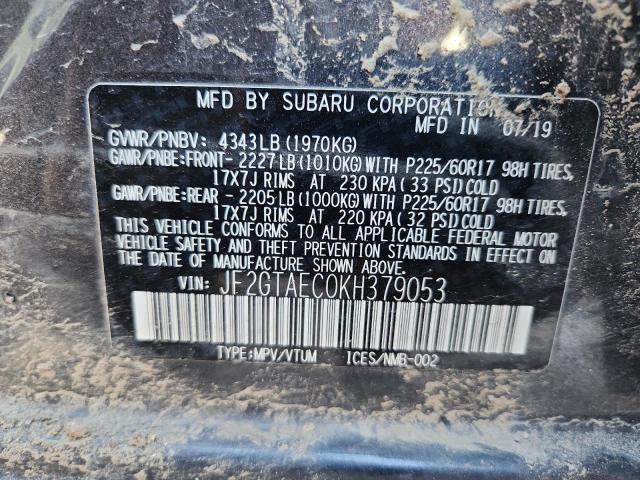 MFD BY SUBARU CORPORATION
MFD IN 07/19
GVWR/PNBV: 4343LB(1970KG)
GAWR/PNBE:FRONT- 2227LB(1010KG)WITH P225/60R17 98H TIRES,
17X7J RIMS AT 230 KPA( 33 PSI)COLD
GAWR/PNBE:REAR - 2205LB(1000KG)WITH P225/60R17 98H TIRES,
17X7J RIMS AT 220 KPA( 32 PSI)COLD
THIS VEHICLE CONFORMS TO ALL APPLICABLE FEDERAL MOTOR
VEHICLE SAFETY AND THEFT PREVENTION STANDARDS IN EFFECT ON
THE DATE OF MANUFACTURE SHOWN ABOVE.
VIN: JF2GTAEC0KH379053
TYPE:MPV/VTUM ICES/NMB-002